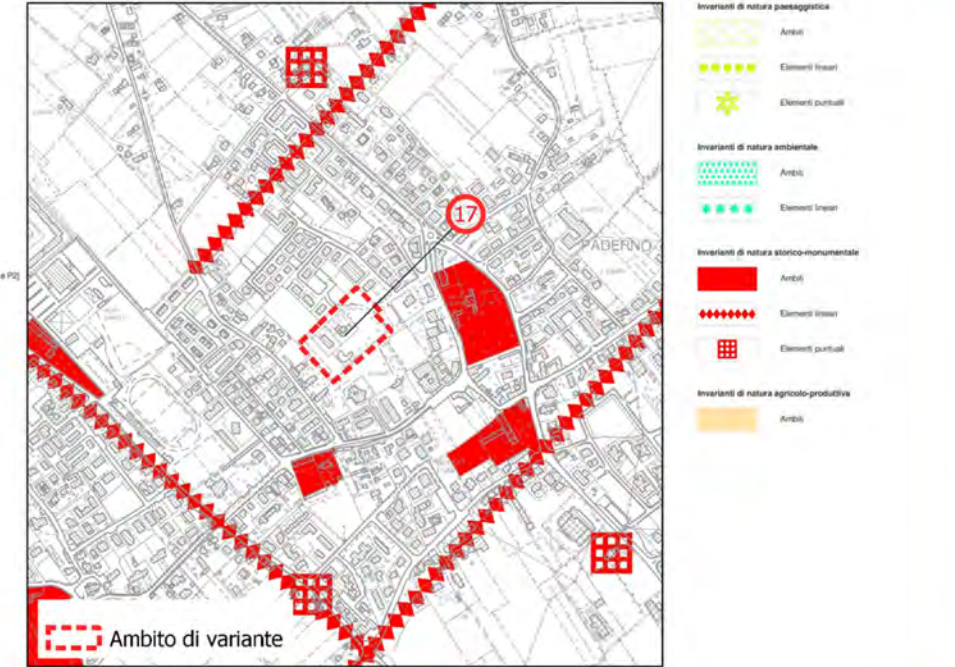 Invarianti di natura paesaggistica
Ambiti
Elementi lineari
Elementi puntuali
Invarianti di natura ambientale
Ambiti
Elementi lineari
Invarianti di natura storico-monumentale
Ambiti
Elementi lineari
Elementi puntuali
Invarianti di natura agricolo-produttiva
Ambiti
e P2]
17
PADERNO
Ambito di variante